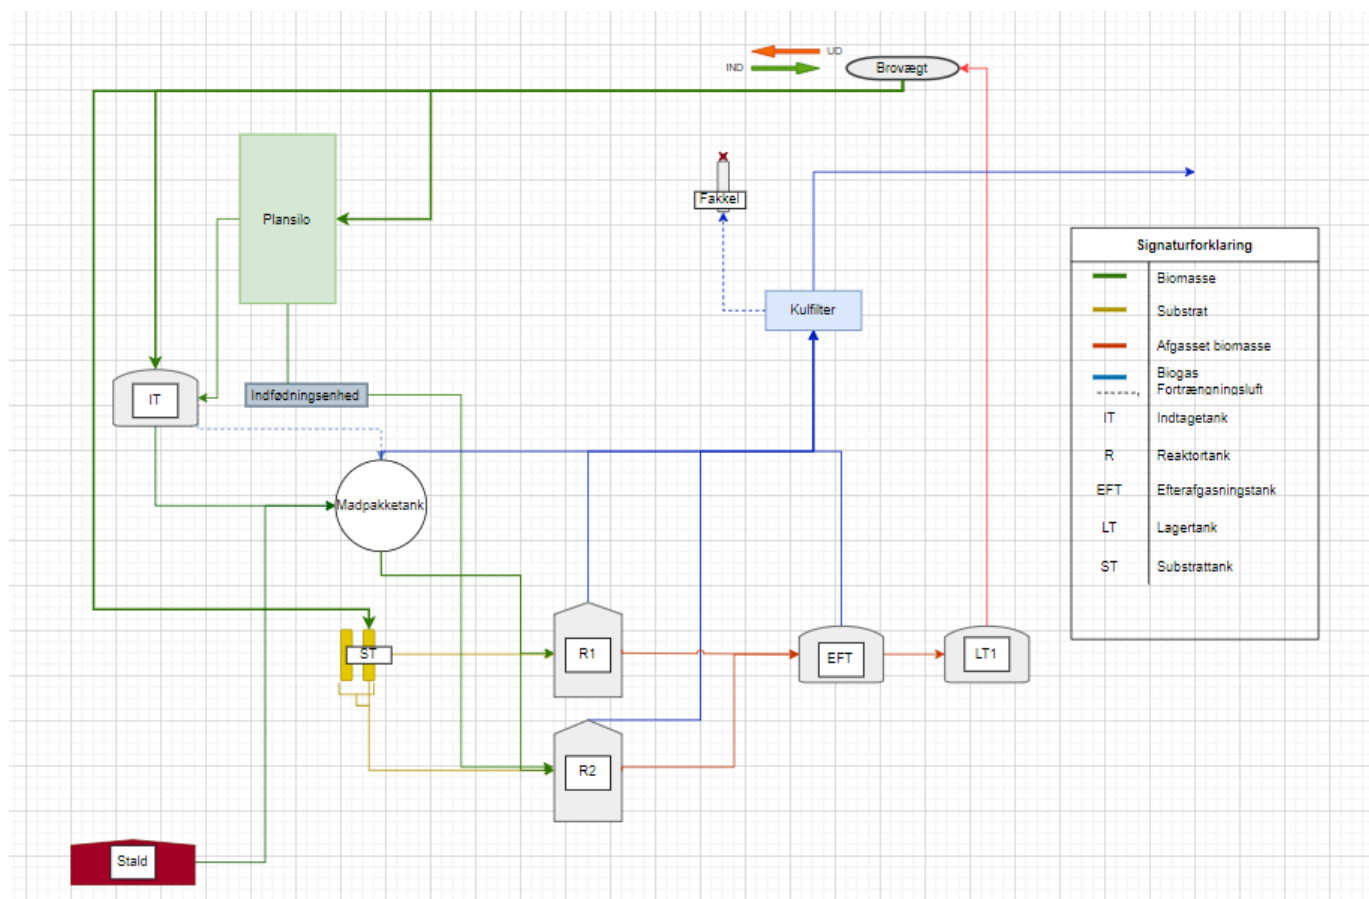 UD
IND
Brovægt
Fakkel
Plansilo
Kulfilter
IT
Indfødningsenhed
Madpakketank
ST
R1
EFT
LT1
R2
Stald
Signaturforklaring
Biomasse
Substrat
Afgasset biomasse
Biogas
Fortrængningsluft
IT Indtagetank
R Reaktortank
EFT Efterafgasningstank
LT Lagertank
ST Substrattank